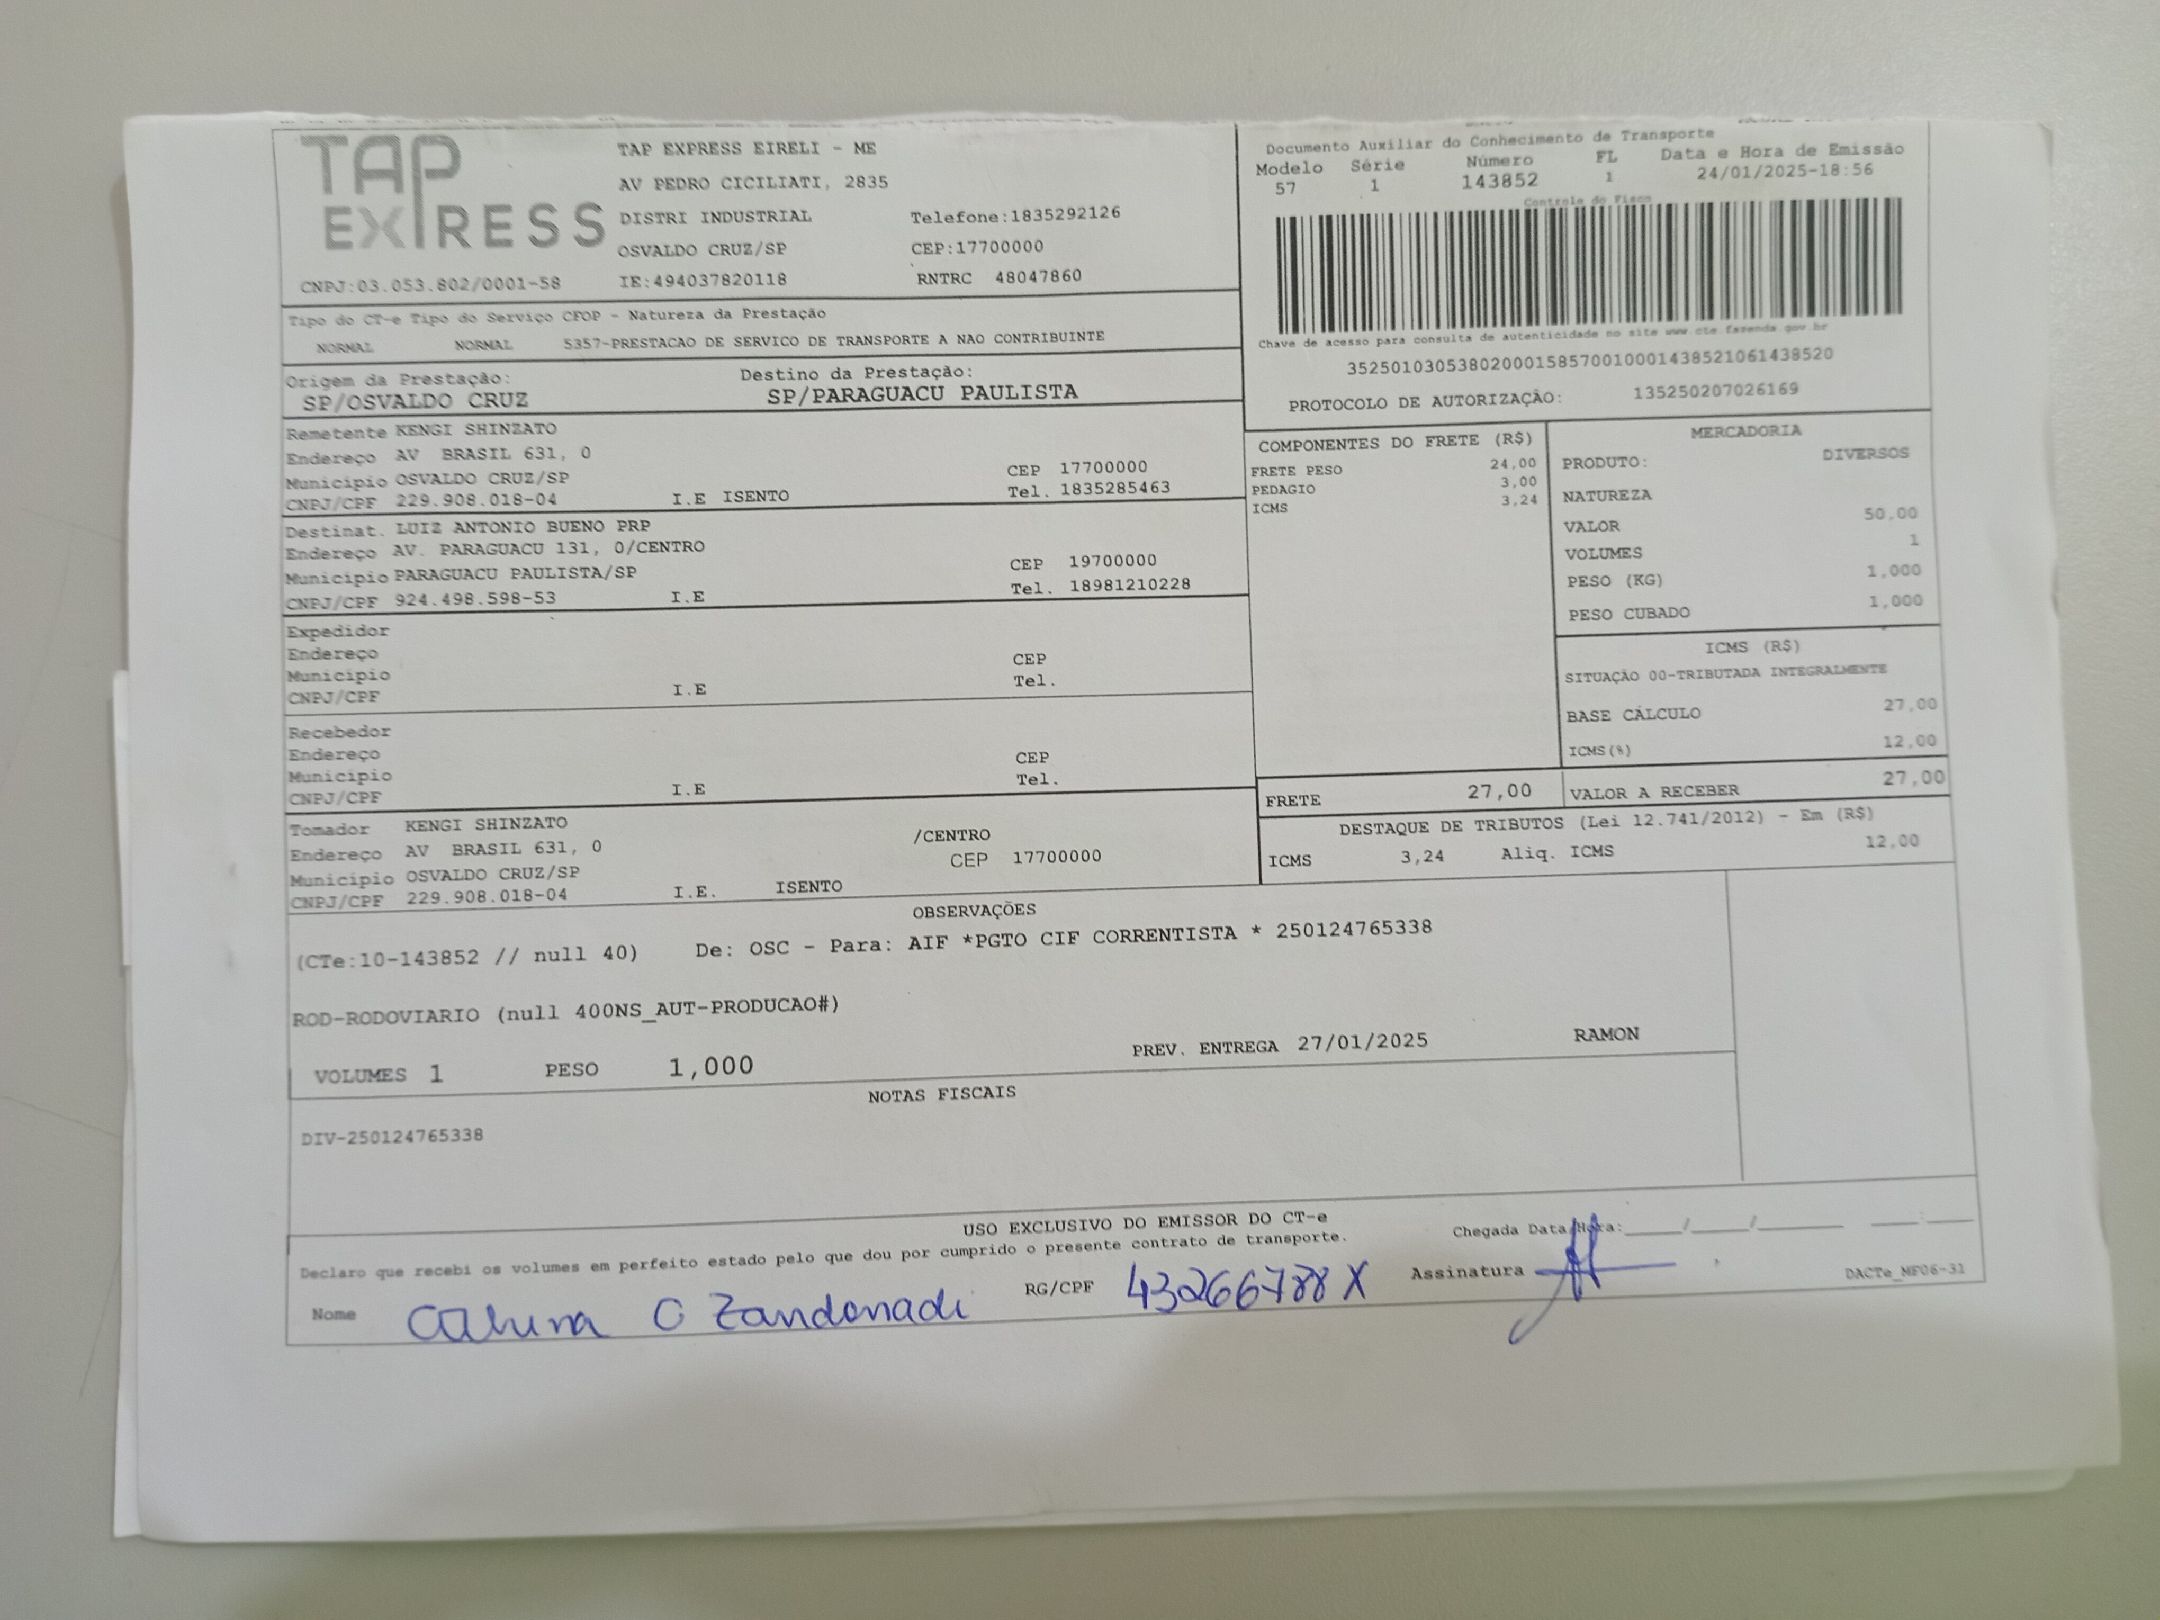 TAP EXPRESS
TAP EXPRESS EIRELI - ME
AV PEDRO CICILIATI, 2835
DISTRI INDUSTRIAL Telefone:1835292126
OSVALDO CRUZ/SP CEP:17700000
CNPJ:03.053.802/0001-58 IE:494037820118 RNTRC 48047860
Documento Auxiliar do Conhecimento de Transporte
Modelo Série Número FL Data e Hora de Emissão
57 1 143852 1 24/01/2025-18:56
Controle do Fisco
Chave de acesso para consulta de autenticidade no site www.cte.fazenda.gov.br
35250103053802000158570010001438521061438520
PROTOCOLO DE AUTORIZAÇÃO: 135250207026169
Tipo do CT-e Tipo do Serviço CFOP - Natureza da Prestação
NORMAL NORMAL 5357-PRESTACAO DE SERVICO DE TRANSPORTE A NAO CONTRIBUINTE
Origem da Prestação: Destino da Prestação:
SP/OSVALDO CRUZ SP/PARAGUACU PAULISTA
Remetente KENGI SHINZATO
Endereço AV BRASIL 631, 0
Municipio OSVALDO CRUZ/SP CEP 17700000
CNPJ/CPF 229.908.018-04 I.E ISENTO Tel. 1835285463
Destinat. LUIZ ANTONIO BUENO PRP
Endereço AV. PARAGUACU 131, 0/CENTRO
Municipio PARAGUACU PAULISTA/SP CEP 19700000
CNPJ/CPF 924.498.598-53 I.E Tel. 18981210228
Expedidor
Endereço
Municipio CEP
CNPJ/CPF I.E Tel.
Recebedor
Endereço
Municipio CEP
CNPJ/CPF I.E Tel.
Tomador KENGI SHINZATO
Endereço AV BRASIL 631, 0 /CENTRO
Municipio OSVALDO CRUZ/SP CEP 17700000
CNPJ/CPF 229.908.018-04 I.E. ISENTO
COMPONENTES DO FRETE (R$)
FRETE PESO 24,00
PEDAGIO 3,00
ICMS 3,24
MERCADORIA
PRODUTO: DIVERSOS
NATUREZA
VALOR 50,00
VOLUMES 1
PESO (KG) 1,000
PESO CUBADO 1,000
ICMS (R$)
SITUAÇÃO 00-TRIBUTADA INTEGRALMENTE
BASE CÁLCULO 27,00
ICMS(%) 12,00
FRETE 27,00 VALOR A RECEBER 27,00
DESTAQUE DE TRIBUTOS (Lei 12.741/2012) - Em (R$)
ICMS 3,24 Aliq. ICMS 12,00
OBSERVAÇÕES
(CTe:10-143852 // null 40) De: OSC - Para: AIF *PGTO CIF CORRENTISTA * 250124765338
ROD-RODOVIARIO (null 400NS_AUT-PRODUCAO#)
VOLUMES 1 PESO 1,000 PREV. ENTREGA 27/01/2025 RAMON
NOTAS FISCAIS
DIV-250124765338
USO EXCLUSIVO DO EMISSOR DO CT-e
Declaro que recebi os volumes em perfeito estado pelo que dou por cumprido o presente contrato de transporte.
Chegada Data/Hora:_____/_____/_______ ____:____
Nome C Zandonadi RG/CPF 43266788X Assinatura
DACTe_MF06-31